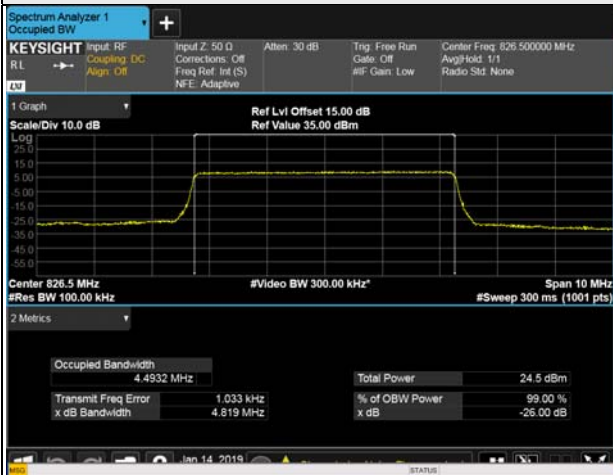 Spectrum Analyzer 1
Occupied BW
+
KEYSIGHT
RL
LXI
Input: RF
Coupling: DC
Align: Off
Input Z: 50 Ω
Corrections: Off
Freq Ref: Int (S)
NFE: Adaptive
Atten: 30 dB
Trig: Free Run
Gate: Off
#IF Gain: Low
Center Freq: 826.500000 MHz
Avg|Hold: 1/1
Radio Std: None
1 Graph
Scale/Div 10.0 dB
Ref Lvl Offset 15.00 dB
Ref Value 35.00 dBm
Log
25.0
15.0
5.00
-5.00
-15.0
-25.0
-35.0
-45.0
-55.0
Center 826.5 MHz
#Res BW 100.00 kHz
#Video BW 300.00 kHz*
Span 10 MHz
#Sweep 300 ms (1001 pts)
2 Metrics
Occupied Bandwidth
4.4932 MHz
Total Power 24.5 dBm
Transmit Freq Error 1.033 kHz
% of OBW Power 99.00 %
x dB Bandwidth 4.819 MHz
x dB -26.00 dB
Jan 14, 2019
MSG
STATUS